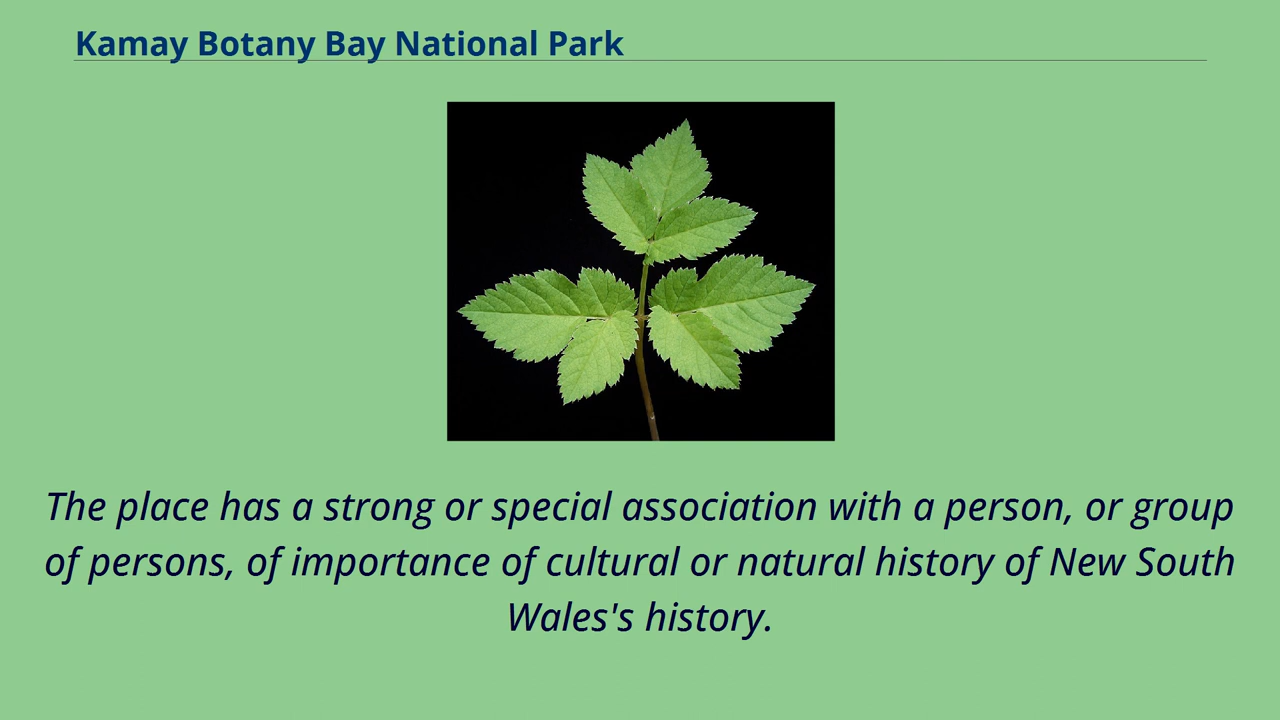 Kamay Botany Bay National Park
The place has a strong or special association with a person, or group
of persons, of importance of cultural or natural history of New South
Wales's history.